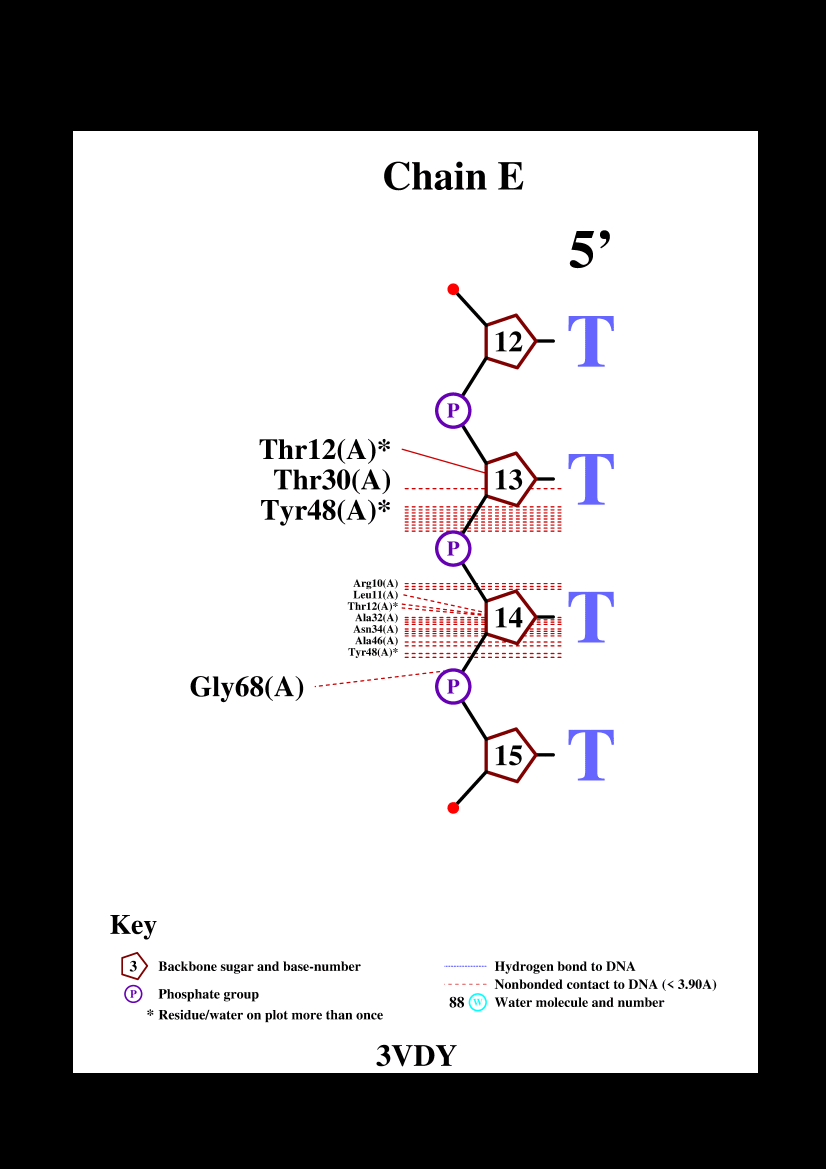 Chain E
5’
12 T
P
Thr12(A)*
Thr30(A)
13 T
Tyr48(A)*
P
Arg10(A)
Leu11(A)
Thr12(A)*
Ala32(A)
14 T
Asn34(A)
Ala46(A)
Tyr48(A)*
Gly68(A)
P
15 T
Key
3 Backbone sugar and base-number
P Phosphate group
* Residue/water on plot more than once
Hydrogen bond to DNA
Nonbonded contact to DNA (< 3.90A)
88 W Water molecule and number
3VDY